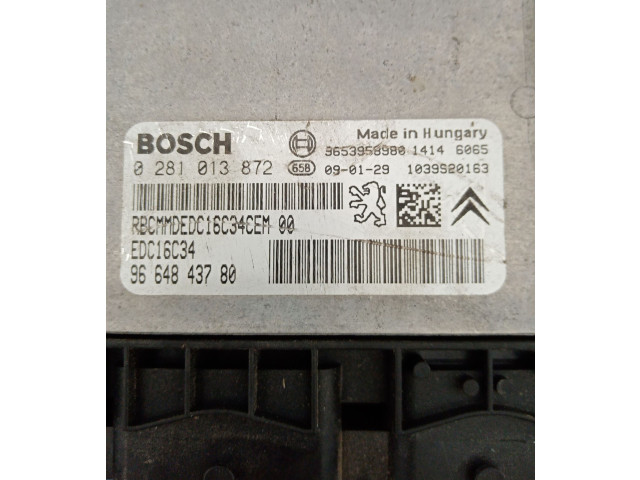 BOSCH
Made in Hungary
9653958980 1414 6065
0 281 013 872 658 09-01-29 1039S20163
RBCMMDEDC16C34CEM 00
EDC16C34
96 648 437 80